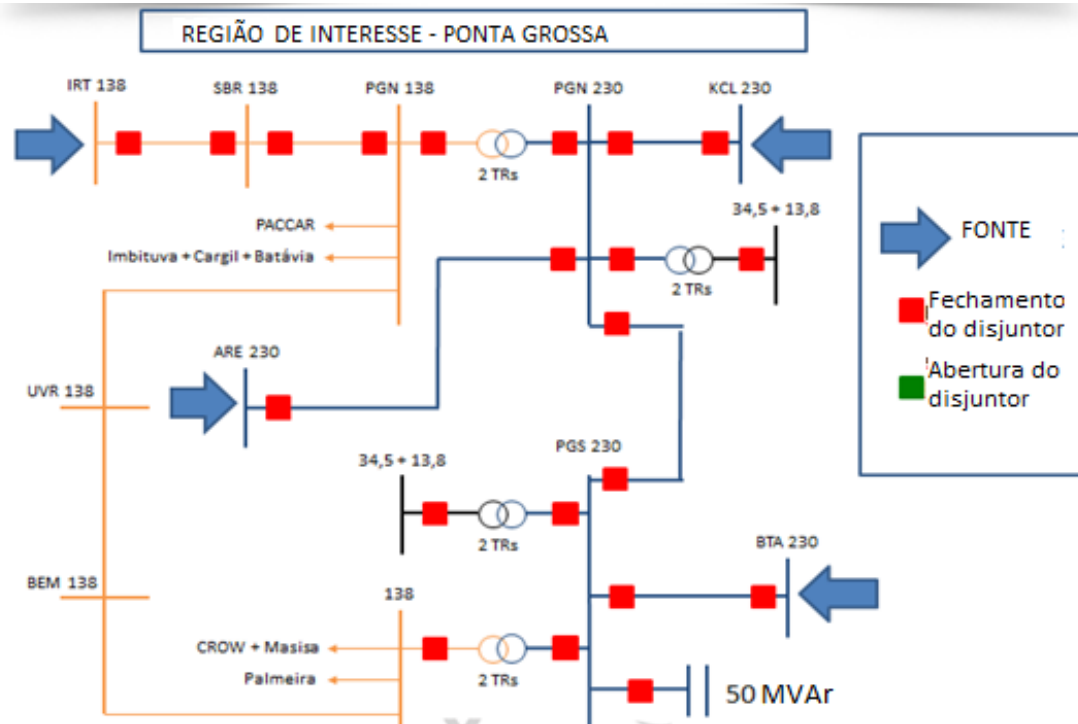 REGIÃO DE INTERESSE - PONTA GROSSA
IRT 138
SBR 138
PGN 138
PGN 230
KCL 230
2 TRs
34,5 + 13,8
PACCAR
Imbituva + Cargil + Batávia
2 TRs
FONTE
Fechamento
do disjuntor
Abertura do
disjuntor
ARE 230
UVR 138
PGS 230
34,5 + 13,8
2 TRs
BTA 230
BEM 138
138
CROW + Masisa
Palmeira
2 TRs
50 MVAr